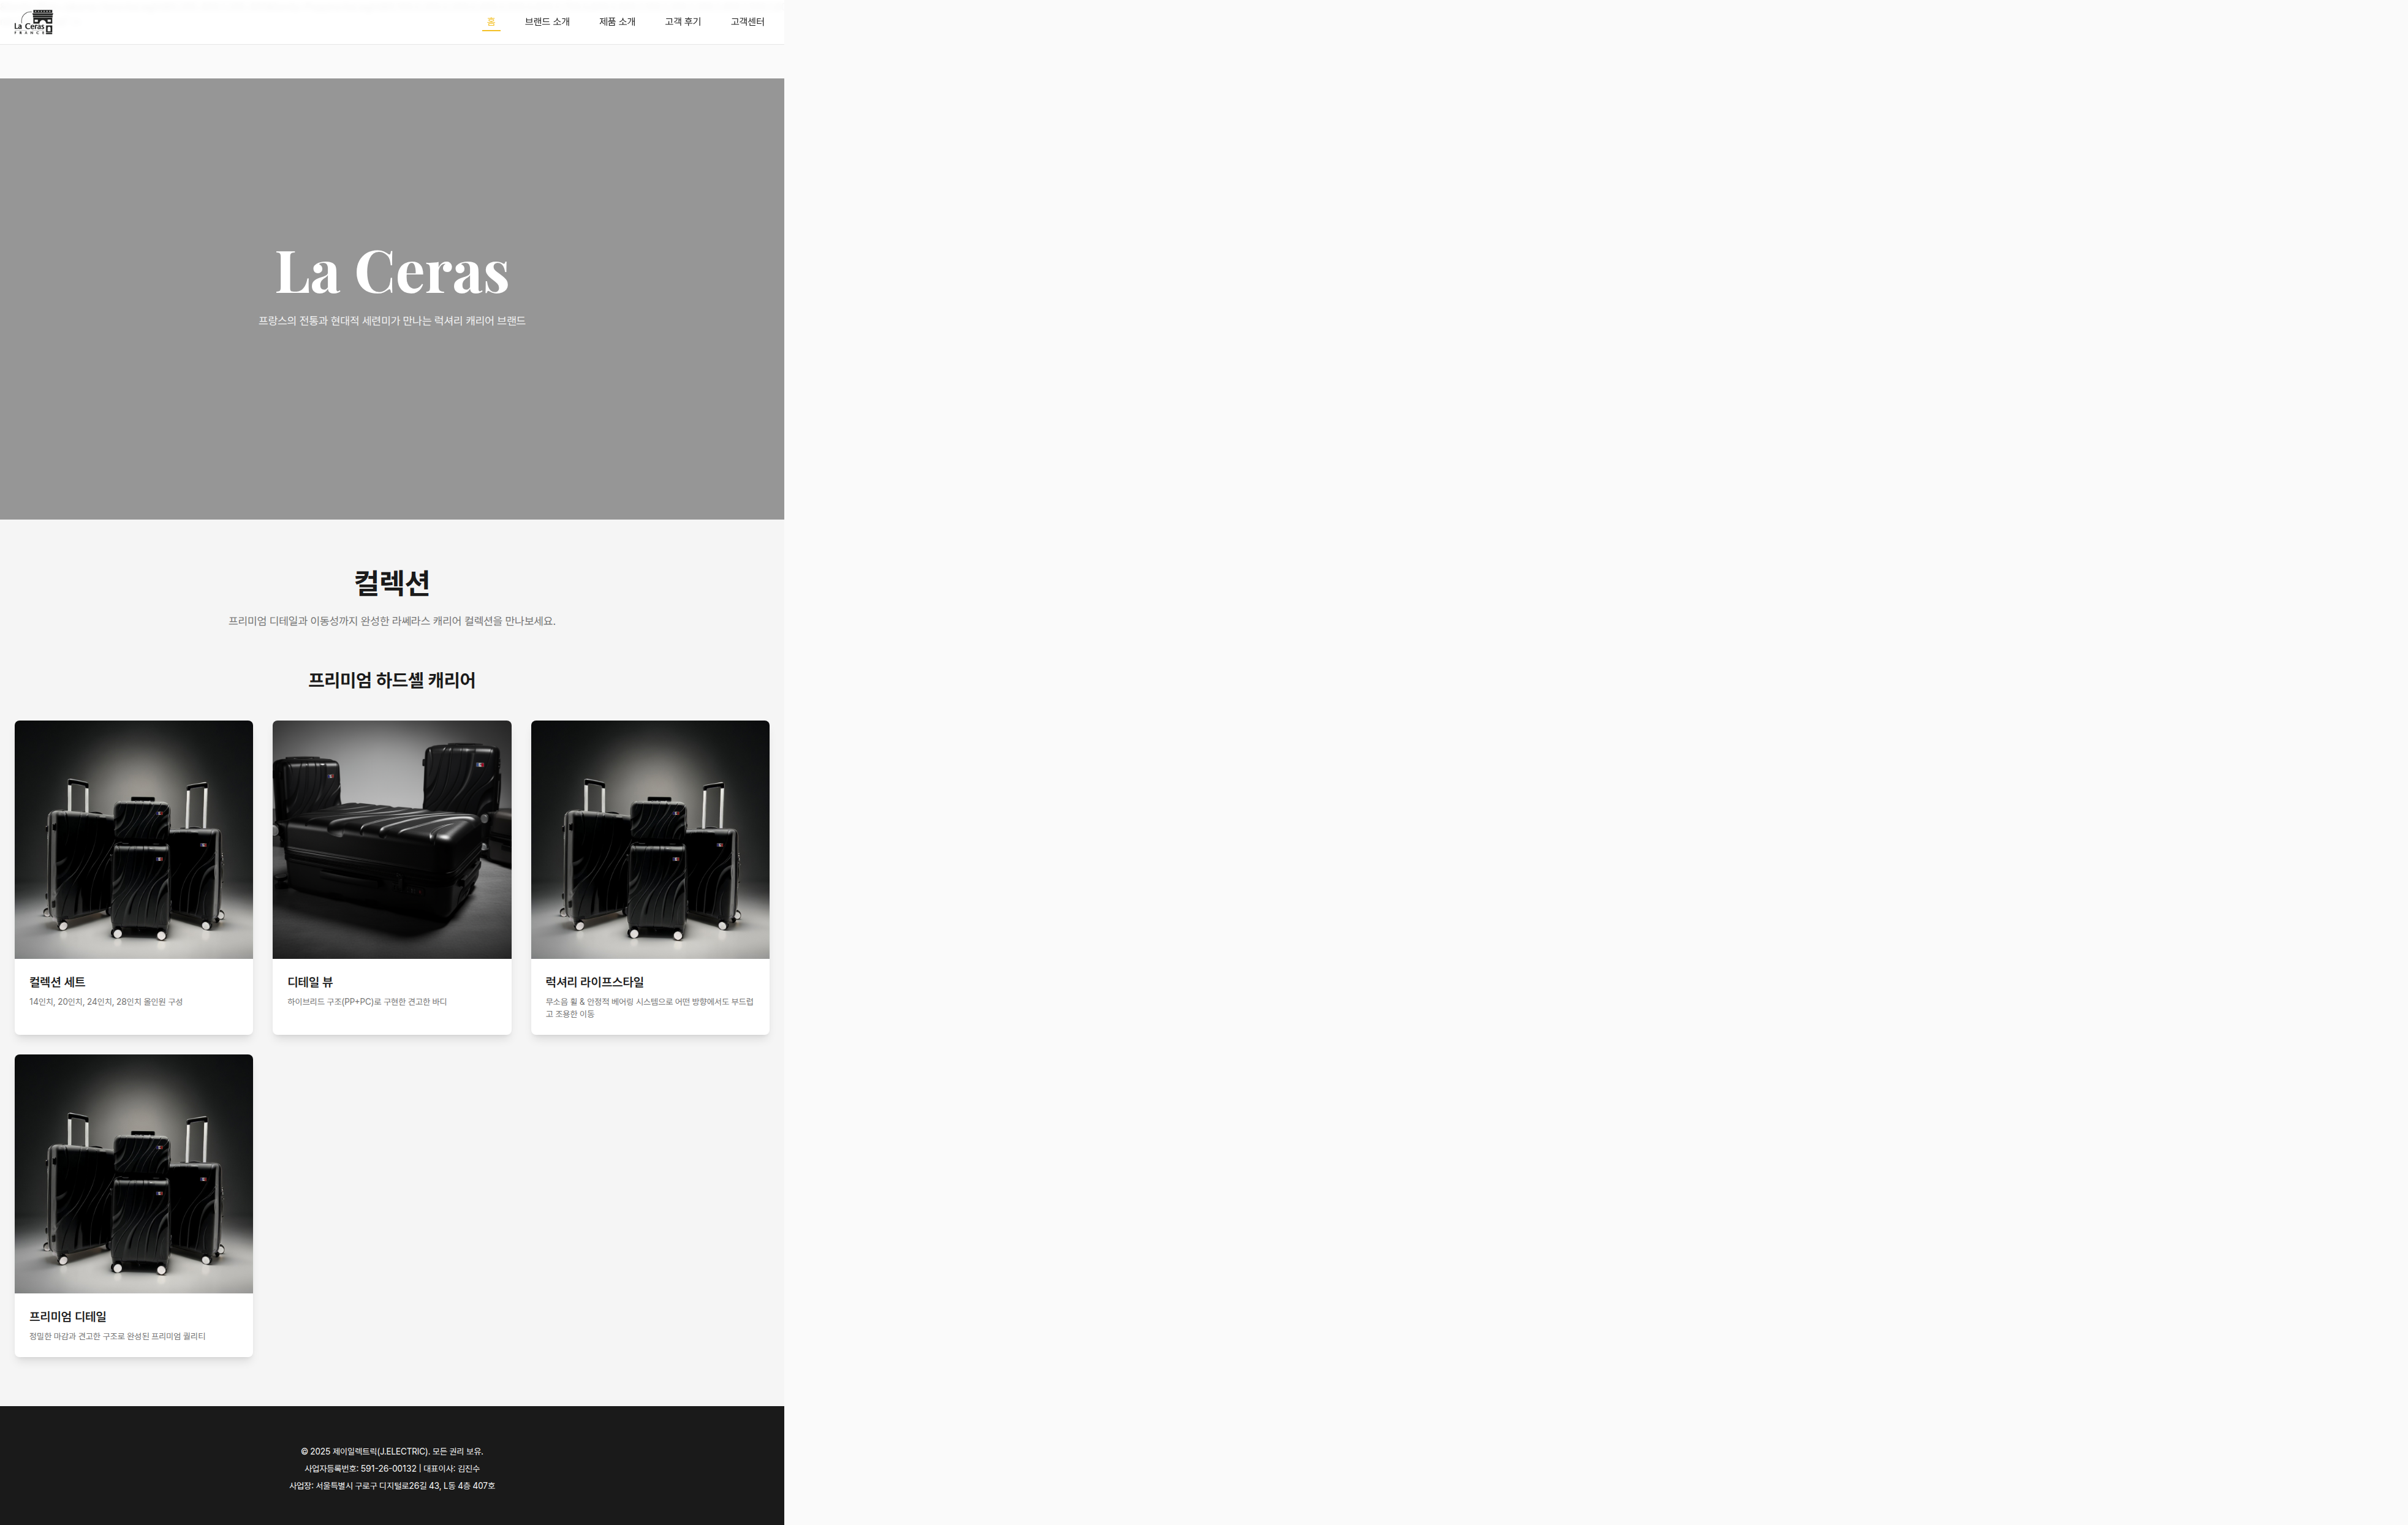 La Ceras
FRANCE
홈
브랜드 소개
제품 소개
고객 후기
고객센터
La Ceras
프랑스의 전통과 현대적 세련미가 만나는 럭셔리 캐리어 브랜드
컬렉션
프리미엄 디테일과 이동성까지 완성한 라쎄라스 캐리어 컬렉션을 만나보세요.
프리미엄 하드셸 캐리어
컬렉션 세트
14인치, 20인치, 24인치, 28인치 올인원 구성
디테일 뷰
하이브리드 구조(PP+PC)로 구현한 견고한 바디
럭셔리 라이프스타일
무소음 휠 & 안정적 베어링 시스템으로 어떤 방향에서도 부드럽
고 조용한 이동
프리미엄 디테일
정밀한 마감과 견고한 구조로 완성된 프리미엄 퀄리티
© 2025 제이일렉트릭(J.ELECTRIC). 모든 권리 보유.
사업자등록번호: 591-26-00132 | 대표이사: 김진수
사업장: 서울특별시 구로구 디지털로26길 43, L동 4층 407호